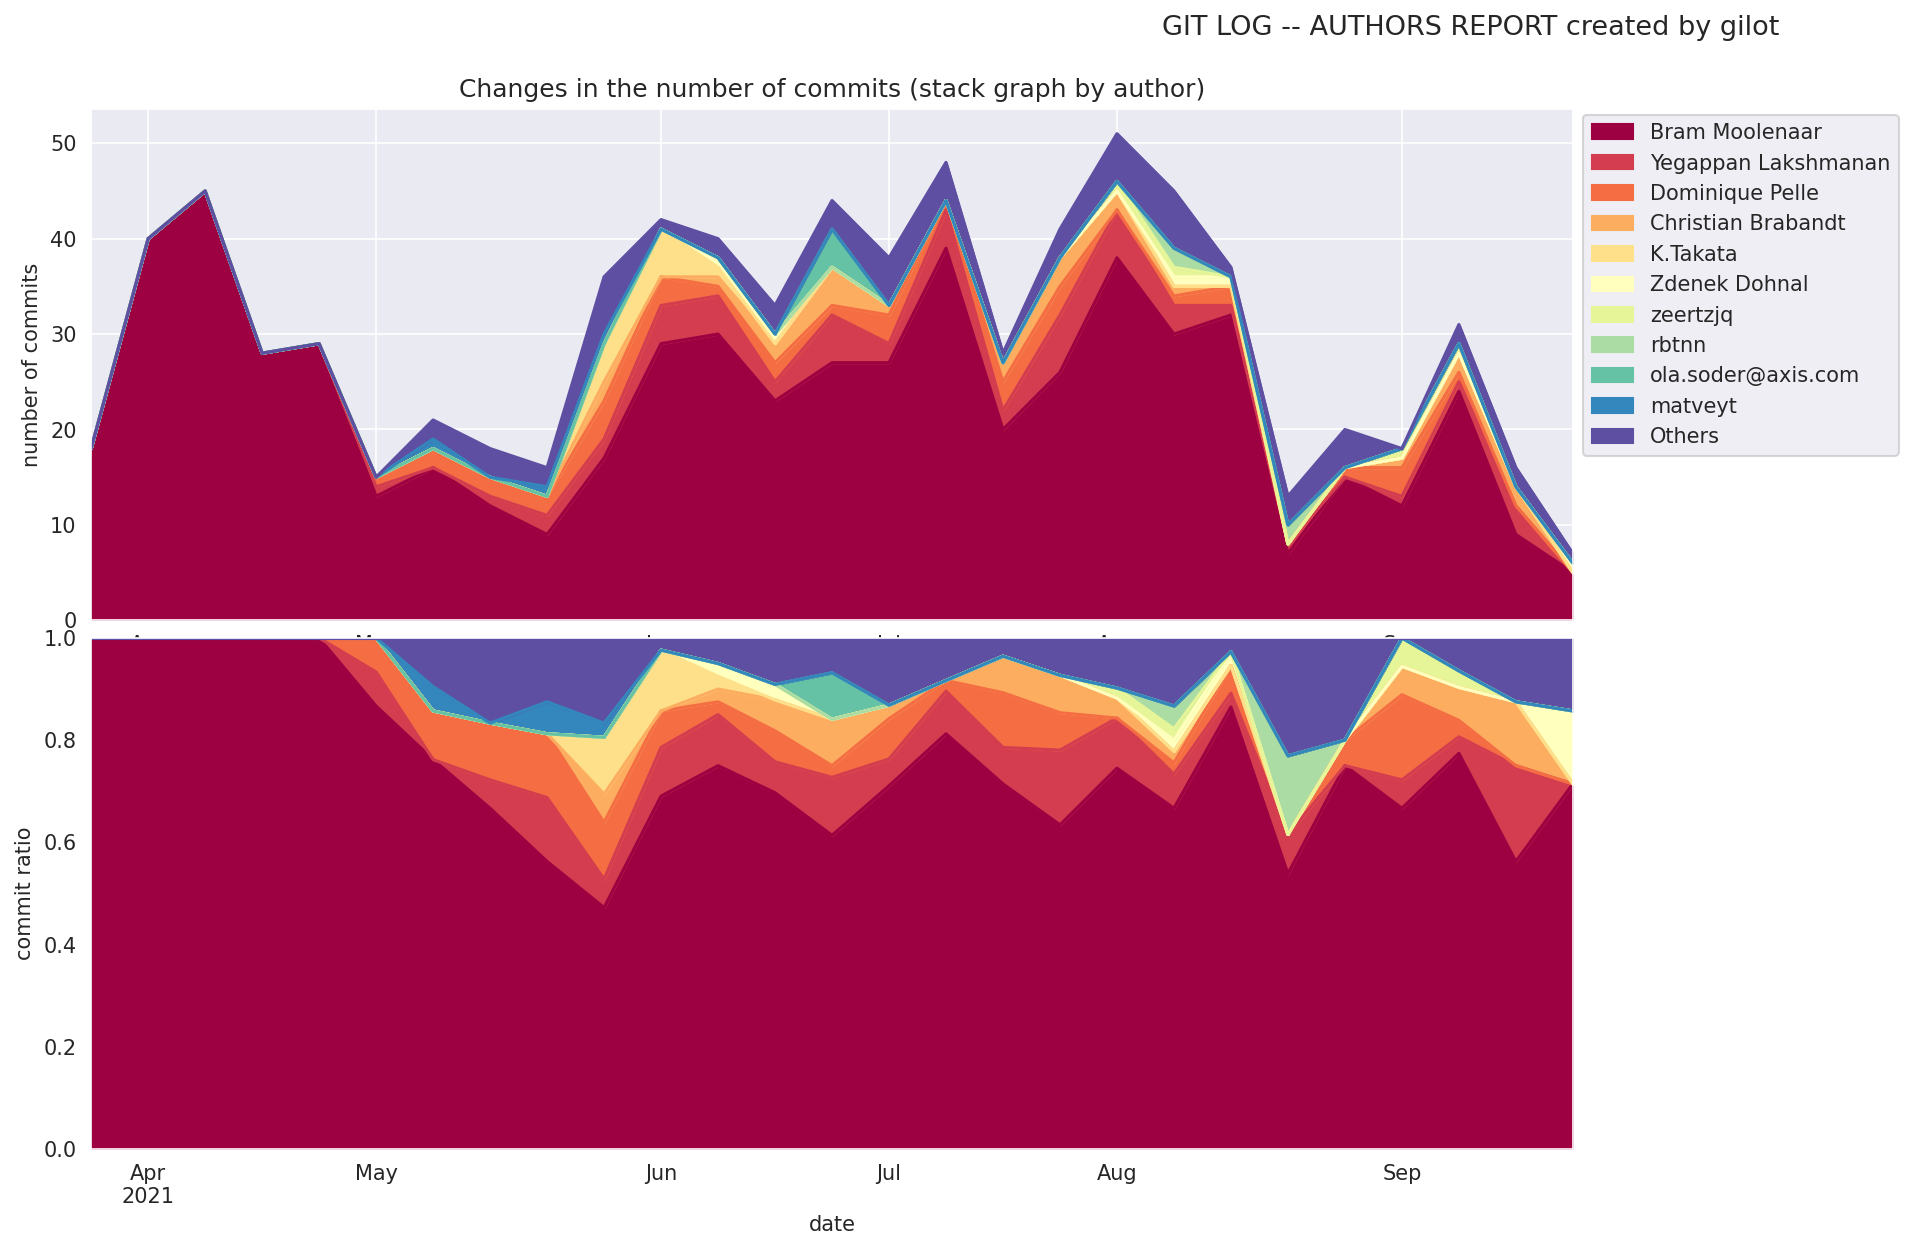 GIT LOG -- AUTHORS REPORT created by gilot
Changes in the number of commits (stack graph by author)
number of commits
50
40
30
20
10
0
Bram Moolenaar
Yegappan Lakshmanan
Dominique Pelle
Christian Brabandt
K.Takata
Zdenek Dohnal
zeertzjq
rbtnn
ola.soder@axis.com
matveyt
Others
commit ratio
1.0
0.8
0.6
0.4
0.2
0.0
Apr May Jun Jul Aug Sep
2021
date